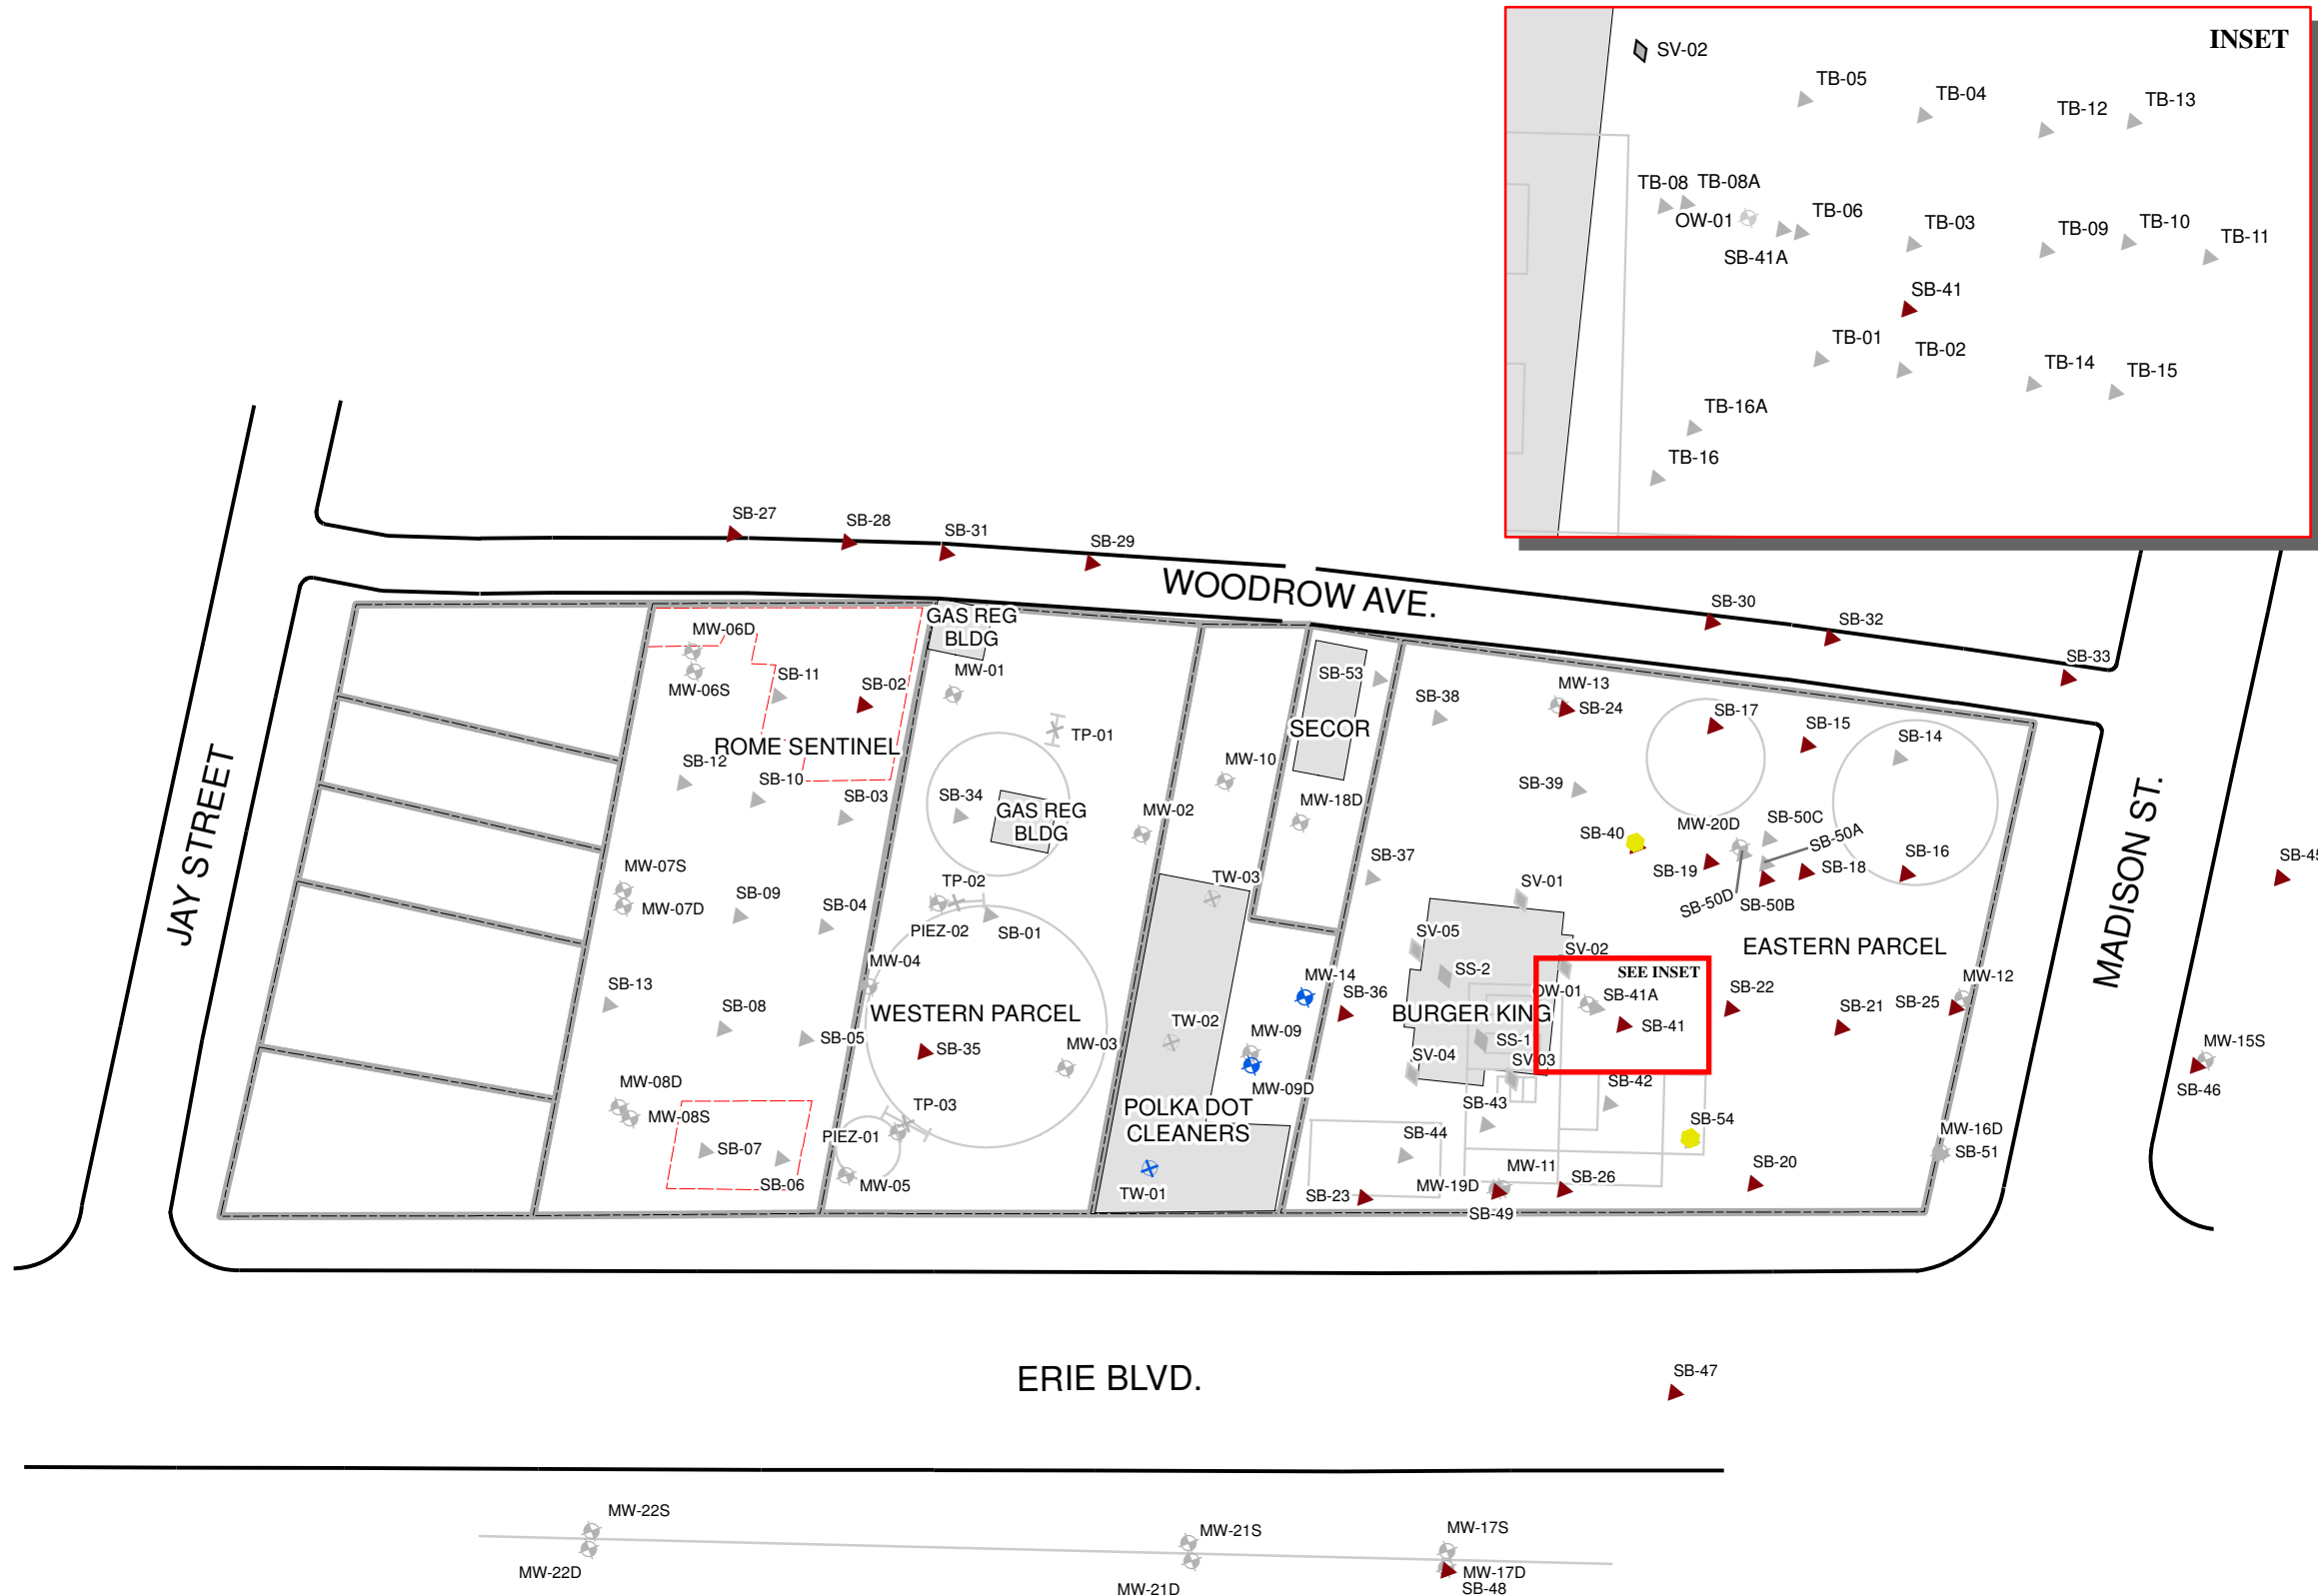 INSET
SV-02
TB-05
TB-04
TB-12
TB-13
TB-08
TB-08A
OW-01
TB-06
SB-41A
TB-03
TB-09
TB-10
TB-11
SB-41
TB-01
TB-02
TB-14
TB-15
TB-16A
TB-16
SB-27
SB-28
SB-31
SB-29
WOODROW AVE.
SB-30
SB-32
SB-33
GAS REG
BLDG
MW-06D
MW-06S
SB-11
SB-02
MW-01
TP-01
ROME SENTINEL
SB-12
SB-10
SB-03
SB-34
GAS REG
BLDG
MW-02
MW-10
SECOR
SB-53
SB-38
MW-13
SB-24
SB-17
SB-15
SB-14
MW-18D
SB-39
SB-40
MW-20D
SB-50C
SB-50A
SB-19
SB-18
SB-16
SB-50D
SB-50B
SB-37
SB-45
JAY STREET
MADISON ST.
MW-07S
MW-07D
SB-09
SB-04
TP-02
PIEZ-02
SB-01
TW-03
SV-01
SV-05
SV-02
SS-2
EASTERN PARCEL
SEE INSET
MW-04
MW-14
SB-36
BURGER KING
OW-01
SB-41A
SB-41
SB-22
SB-21
SB-25
MW-12
SB-13
SB-08
SB-05
WESTERN PARCEL
SB-35
MW-03
TW-02
MW-09
MW-09D
SS-1
SV-04
SV-03
SB-42
MW-15S
SB-46
MW-08D
MW-08S
SB-07
SB-06
PIEZ-01
TP-03
MW-05
POLKA DOT
CLEANERS
TW-01
SB-43
SB-44
SB-54
MW-16D
SB-51
SB-23
MW-19D
MW-11
SB-26
SB-49
SB-20
ERIE BLVD.
SB-47
MW-22S
MW-22D
MW-21S
MW-21D
MW-17S
MW-17D
SB-48